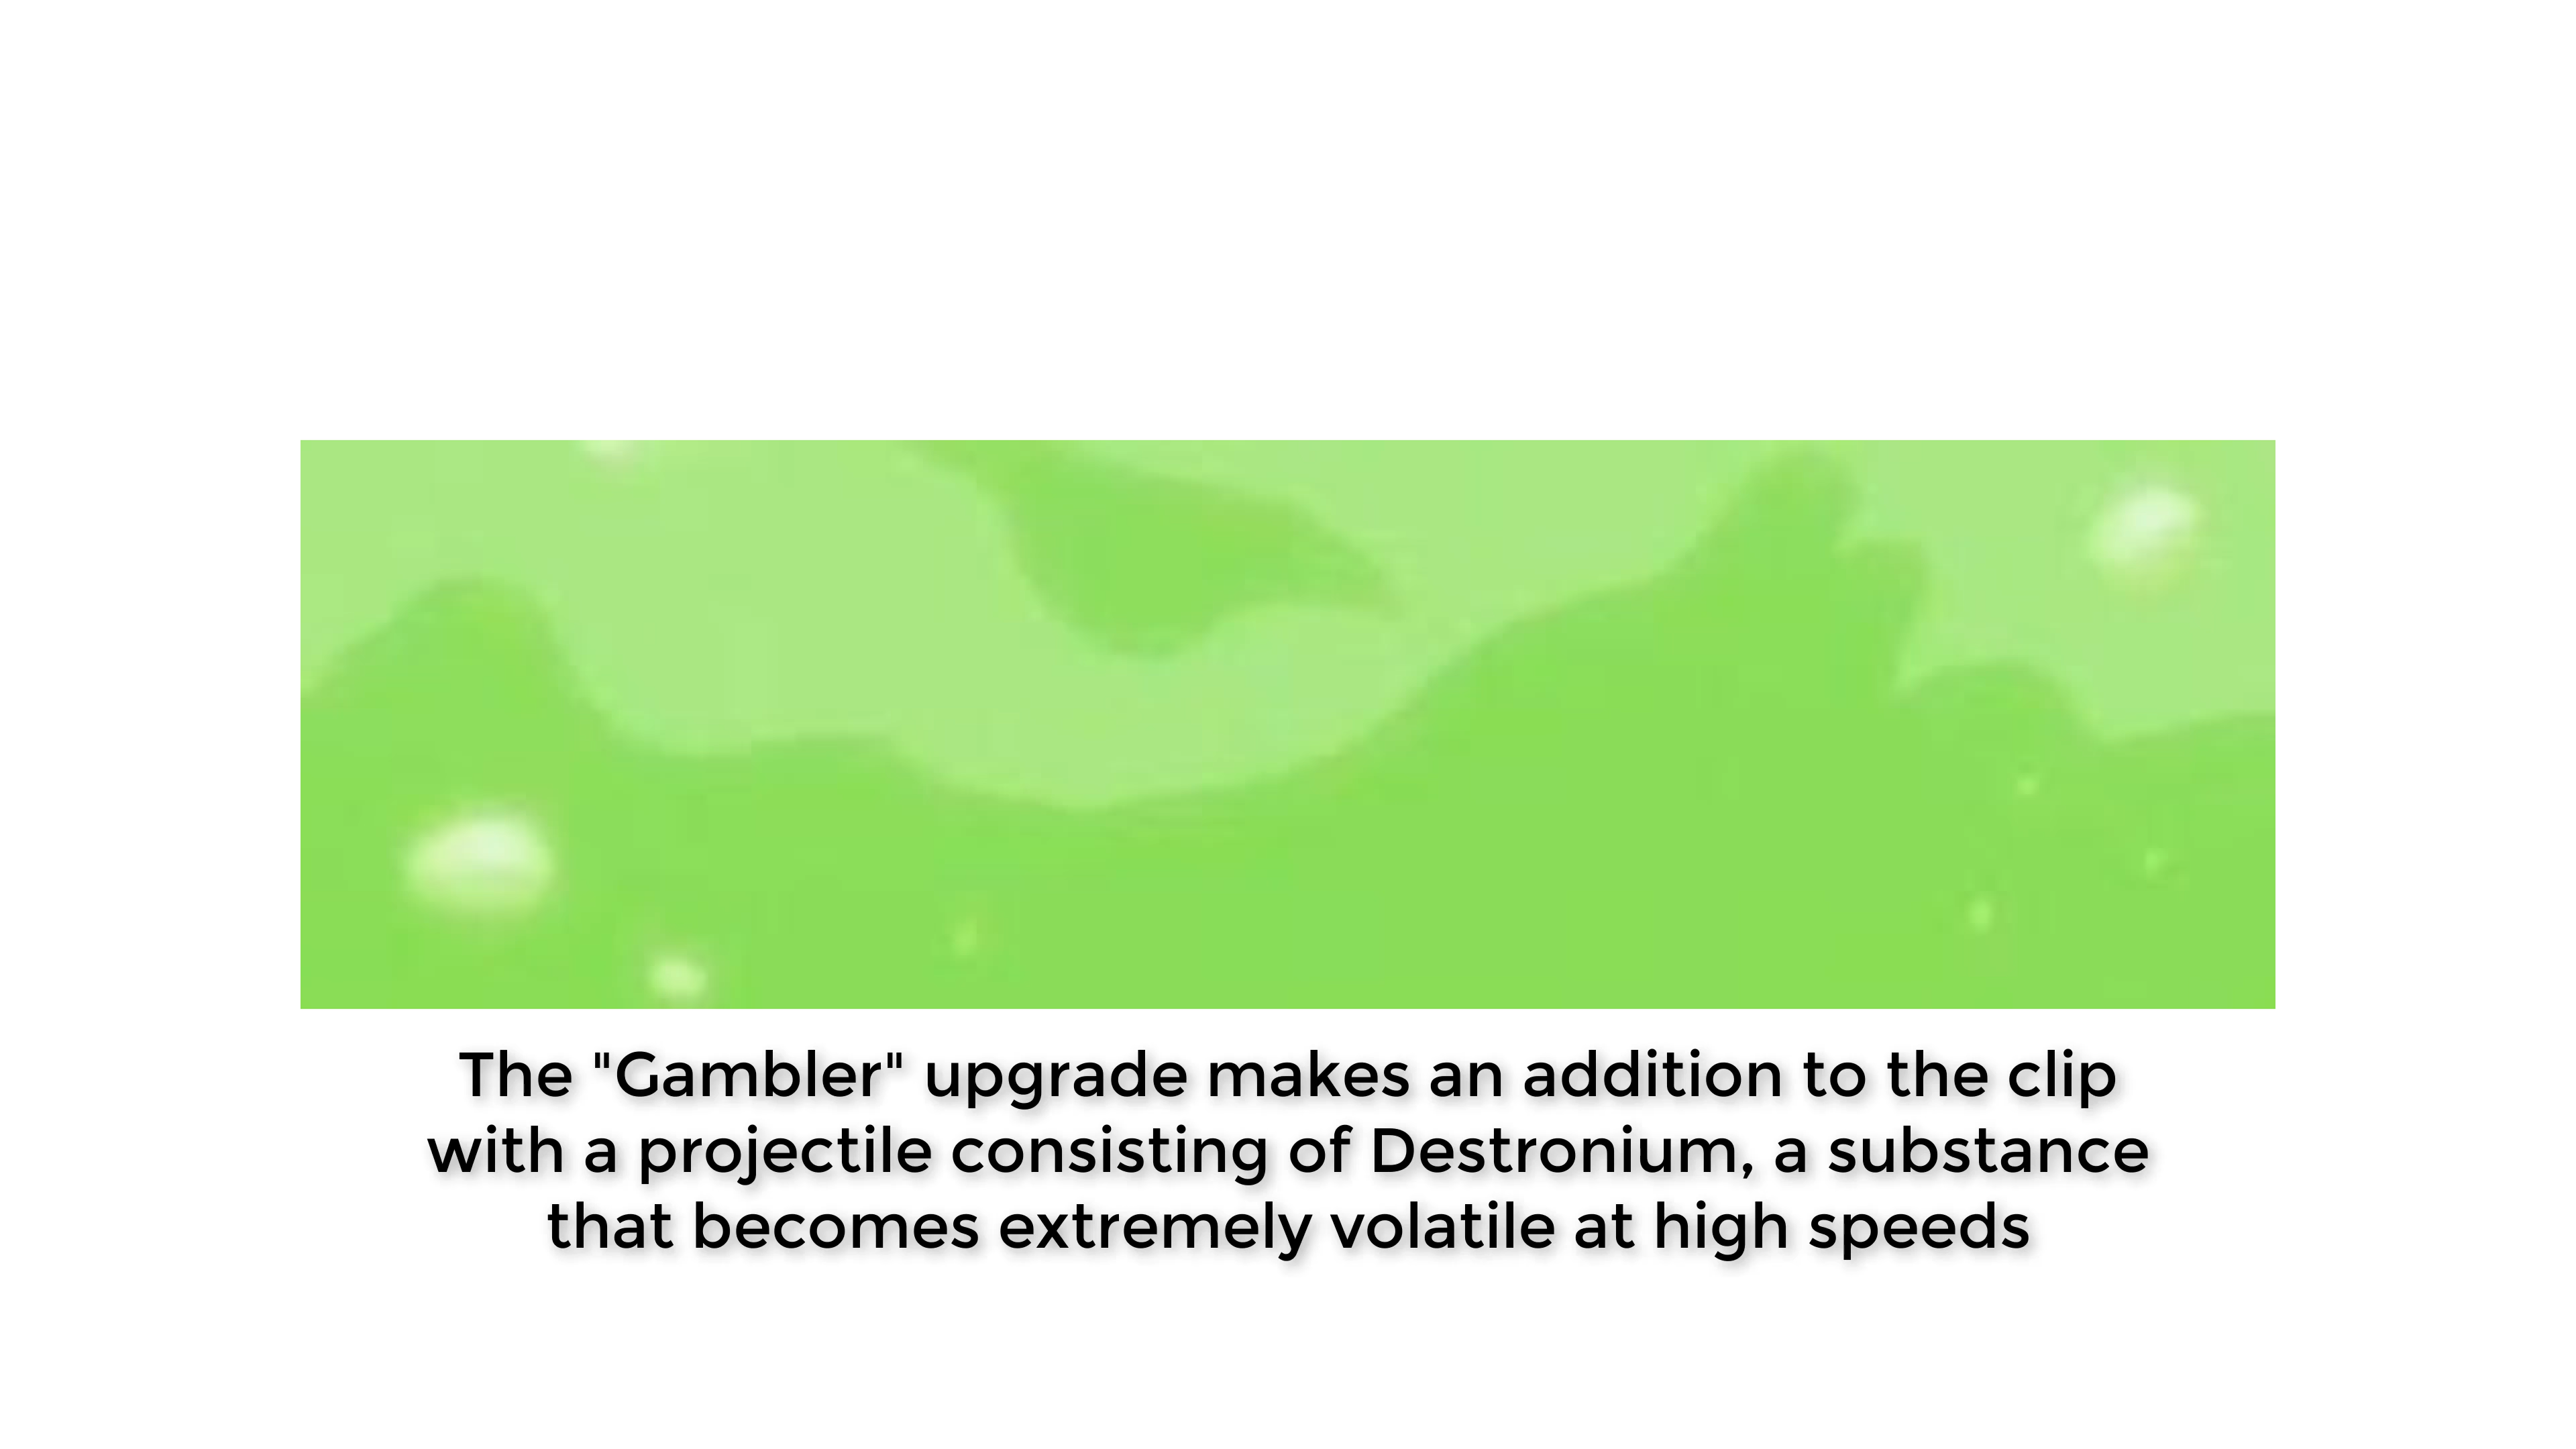 The "Gambler" upgrade makes an addition to the clip
with a projectile consisting of Destronium, a substance
that becomes extremely volatile at high speeds